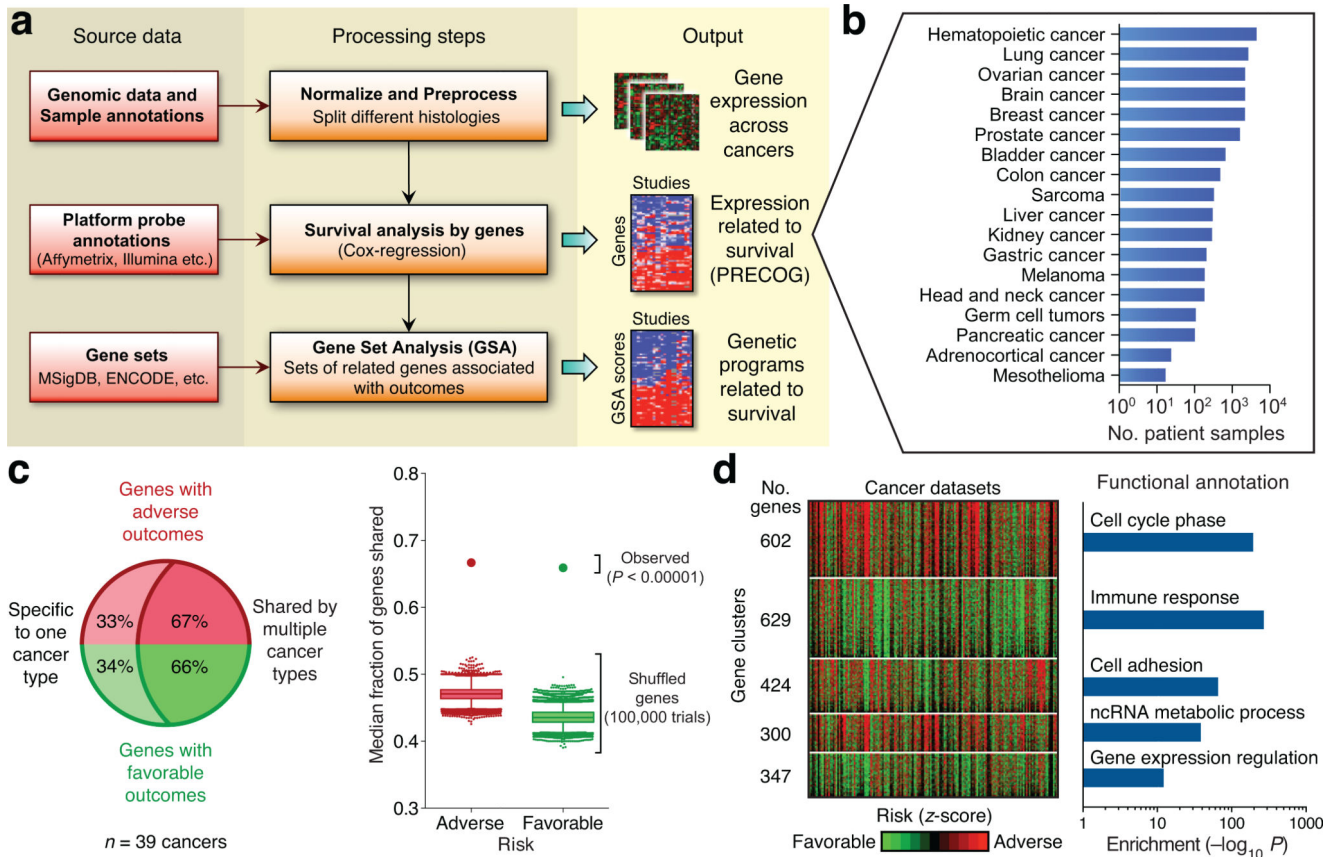 a
Source data
Processing steps
Output
Genomic data and
Sample annotations
Normalize and Preprocess
Split different histologies
Gene
expression
across
cancers
Platform probe
annotations
(Affymetrix, Illumina etc.)
Survival analysis by genes
(Cox-regression)
Studies
Genes
Expression
related to
survival
(PRECOG)
Gene sets
MSigDB, ENCODE, etc.
Gene Set Analysis (GSA)
Sets of related genes associated
with outcomes
Studies
GSA scores
Genetic
programs
related to
survival
b
Hematopoietic cancer
Lung cancer
Ovarian cancer
Brain cancer
Breast cancer
Prostate cancer
Bladder cancer
Colon cancer
Sarcoma
Liver cancer
Kidney cancer
Gastric cancer
Melanoma
Head and neck cancer
Germ cell tumors
Pancreatic cancer
Adrenocortical cancer
Mesothelioma
10⁰ 10¹ 10² 10³ 10⁴
No. patient samples
c
Genes with
adverse
outcomes
Specific
to one
cancer
type
33%
67%
34%
66%
Shared by
multiple
cancer
types
Genes with
favorable
outcomes
n = 39 cancers
Median fraction of genes shared
0.8
0.7
0.6
0.5
0.4
0.3
Observed
(P < 0.00001)
Shuffled
genes
(100,000 trials)
Adverse Favorable
Risk
d
No.
genes
Cancer datasets
Gene clusters
602
629
424
300
347
Risk (z-score)
Favorable
Adverse
Functional annotation
Cell cycle phase
Immune response
Cell adhesion
ncRNA metabolic process
Gene expression regulation
1 10 100 1000
Enrichment (–log₁₀ P)